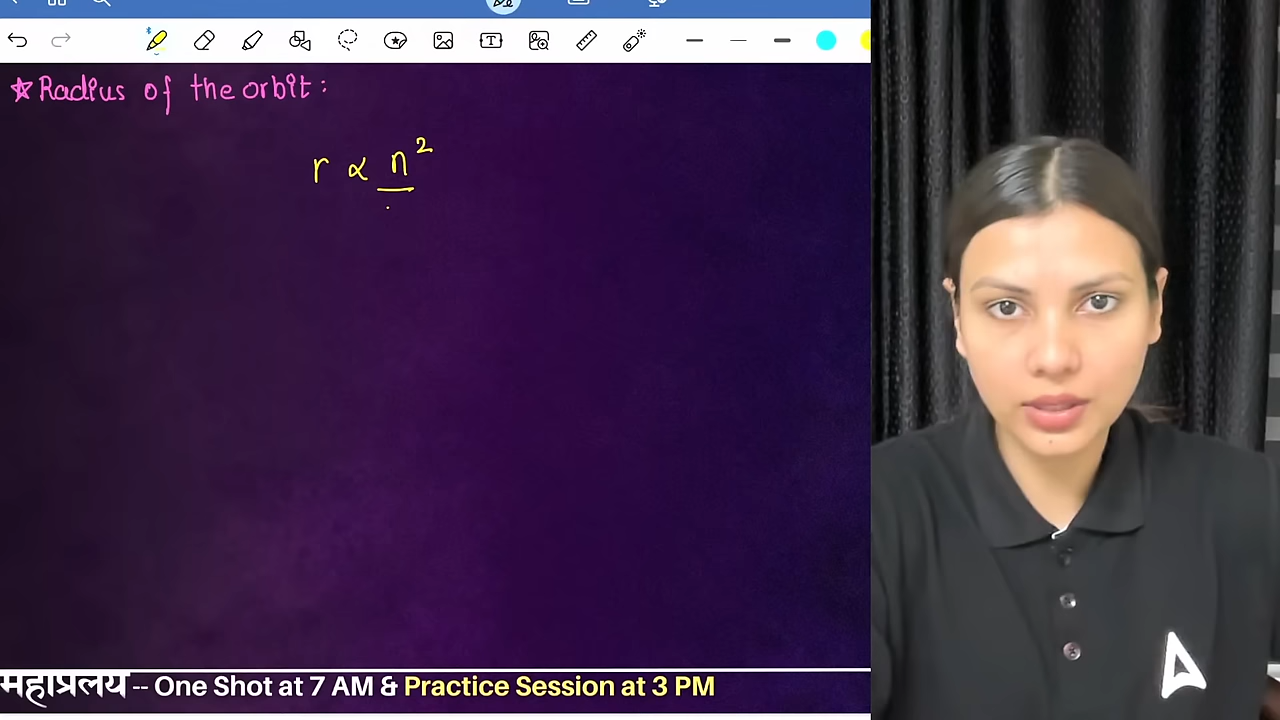 ☆ Radius of the orbit:
r ∝ n²
महाप्रलय -- One Shot at 7 AM & Practice Session at 3 PM